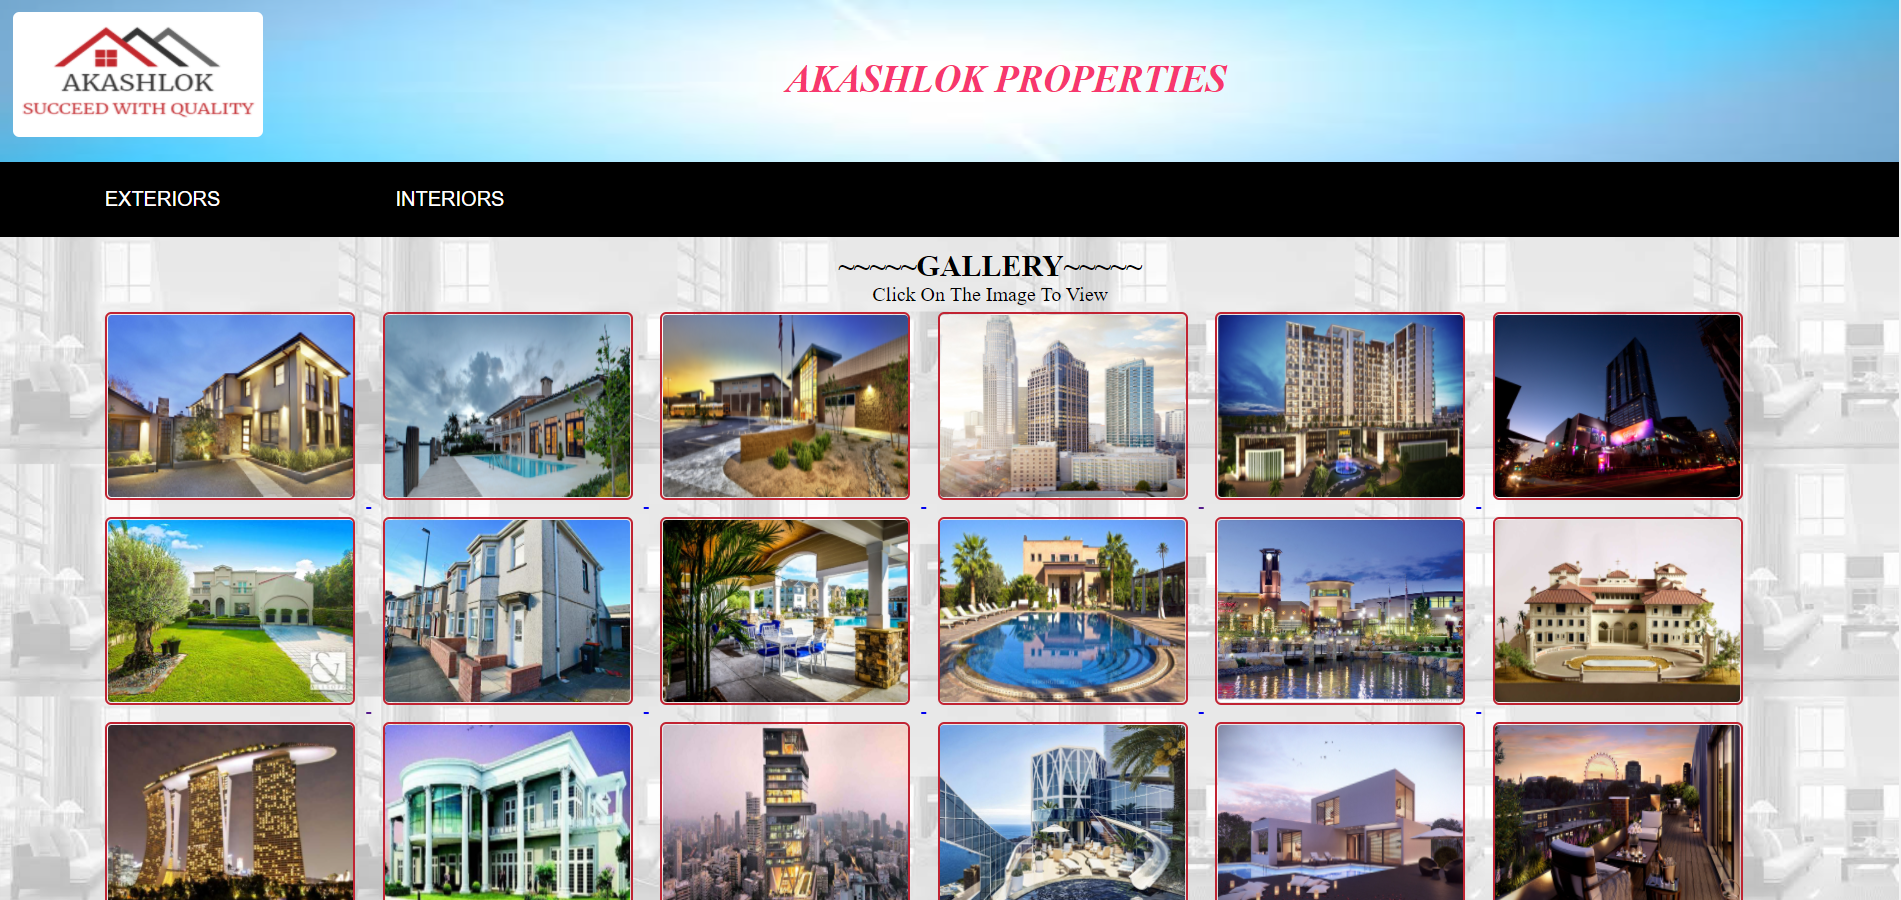 AKASHLOK
SUCCEED WITH QUALITY
AKASHLOK PROPERTIES
EXTERIORS
INTERIORS
~~~~~GALLERY~~~~~
Click On The Image To View
&